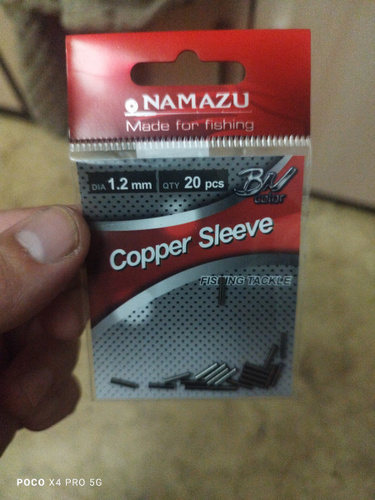 NAMAZU
Made for fishing
DIA 1.2 mm QTY 20 pcs
BN
color
Copper Sleeve
FISHING TACKLE
POCO X4 PRO 5G